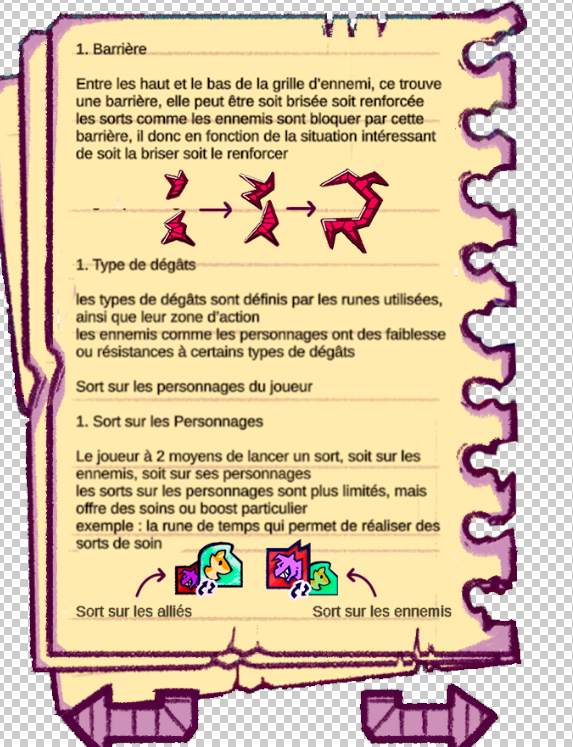 1. Barrière
Entre les haut et le bas de la grille d'ennemi, ce trouve
une barrière, elle peut être soit brisée soit renforcée
les sorts comme les ennemis sont bloquer par cette
barrière, il donc en fonction de la situation intéressant
de soit la briser soit le renforcer
1. Type de dégâts
les types de dégâts sont définis par les runes utilisées,
ainsi que leur zone d'action
les ennemis comme les personnages ont des faiblesse
ou résistances à certains types de dégâts
Sort sur les personnages du joueur
1. Sort sur les Personnages
Le joueur à 2 moyens de lancer un sort, soit sur les
ennemis, soit sur ses personnages
les sorts sur les personnages sont plus limités, mais
offre des soins ou boost particulier
exemple : la rune de temps qui permet de réaliser des
sorts de soin
Sort sur les alliés
Sort sur les ennemis